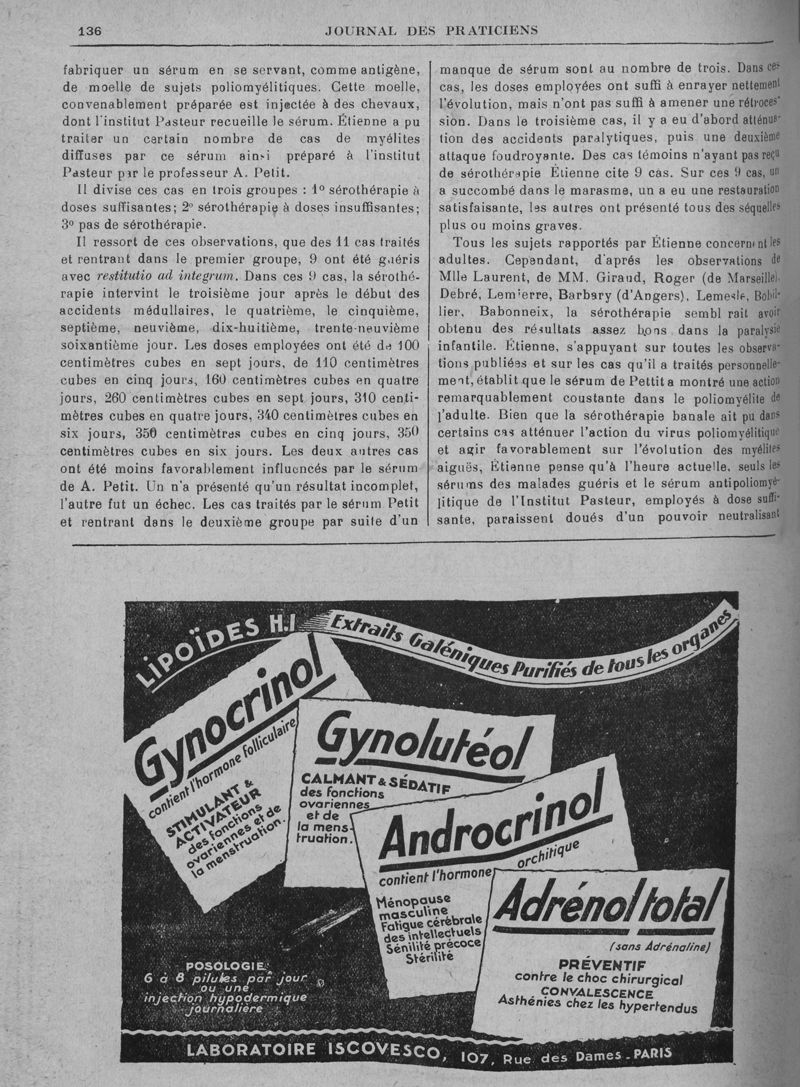 136
JOURNAL DES PRATICIENS
fabriquer un sérum en se servant, comme antigène,
de moelle de sujets poliomyélitiques. Cette moelle,
convenablement préparée est injectée à des chevaux,
dont l'institut Pasteur recueille le sérum. Étienne a pu
traiter un certain nombre de cas de myélites
diffuses par ce sérum ainsi préparé à l'institut
Pasteur par le professeur A. Petit.
Il divise ces cas en trois groupes : 1º sérothérapie à
doses suffisantes; 2º sérothérapie à doses insuffisantes;
3º pas de sérothérapie.
Il ressort de ces observations, que des 11 cas traités
et rentrant dans le premier groupe, 9 ont été guéris
avec restitutio ad integrum. Dans ces 9 cas, la sérothé-
rapie intervint le troisième jour après le début des
accidents médullaires, le quatrième, le cinquième,
septième, neuvième, dix-huitième, trente-neuvième
soixantième jour. Les doses employées ont été de 100
centimètres cubes en sept jours, de 110 centimètres
cubes en cinq jours, 160 centimètres cubes en quatre
jours, 260 centimètres cubes en sept jours, 310 centi-
mètres cubes en quatre jours, 340 centimètres cubes en
six jours, 350 centimètres cubes en cinq jours, 350
centimètres cubes en six jours. Les deux autres cas
ont été moins favorablement influencés par le sérum
de A. Petit. Un n'a présenté qu'un résultat incomplet,
l'autre fut un échec. Les cas traités par le sérum Petit
et rentrant dans le deuxième groupe par suite d'un
manque de sérum sont au nombre de trois. Dans ces
cas, les doses employées ont suffi à enrayer nettement
l'évolution, mais n'ont pas suffi à amener une rétroces-
sion. Dans le troisième cas, il y a eu d'abord atténua-
tion des accidents paralytiques, puis une deuxième
attaque foudroyante. Des cas témoins n'ayant pas reçu
de sérothérapie Étienne cite 9 cas. Sur ces 9 cas, un
a succombé dans le marasme, un a eu une restauration
satisfaisante, les autres ont présenté tous des séquelles
plus ou moins graves.
Tous les sujets rapportés par Étienne concernent les
adultes. Cependant, d'aprés les observations de
Mlle Laurent, de MM. Giraud, Roger (de Marseille),
Debré, Lemierre, Barbary (d'Angers), Lemesle, Bobil-
lier, Babonneix, la sérothérapie sembl rait avoir
obtenu des résultats assez bons dans la paralysie
infantile. Étienne, s'appuyant sur toutes les observa-
tions publiées et sur les cas qu'il a traités personnelle-
ment, établit que le sérum de Pettit a montré une action
remarquablement coustante dans le poliomyélite de
l'adulte. Bien que la sérothérapie banale ait pu dans
certains cas atténuer l'action du virus poliomyélitique
et agir favorablement sur l'évolution des myélites
aiguës, Étienne pense qu'à l'heure actuelle, seuls les
sérums des malades guéris et le sérum antipoliomyé-
litique de l'Institut Pasteur, employés à dose suffi-
sante, paraissent doués d'un pouvoir neutralisant
LIPOÏDES H.I
Extraits Galéniques Purifiés de tous les organes
Gynocrinol
contient l'hormone folliculaire
STIMULANT &
ACTIVATEUR
des fonctions
ovariennes et de
la menstruation.
Gynolutéol
CALMANT & SÉDATIF
des fonctions
ovariennes
et de
la mens-
truation.
Androcrinol
contient l'hormone orchitique
Ménopause
masculine
Fatigue cérébrale
des intellectuels
Sénilité précoce
Stérilité
Adrénol total
(sans Adrénaline)
PRÉVENTIF
contre le choc chirurgical
CONVALESCENCE
Asthénies chez les hypertendus
POSOLOGIE:
6 à 8 pilules par jour
ou une
injection hypodermique
journalière
LABORATOIRE ISCOVESCO, 107, Rue des Dames - PARIS